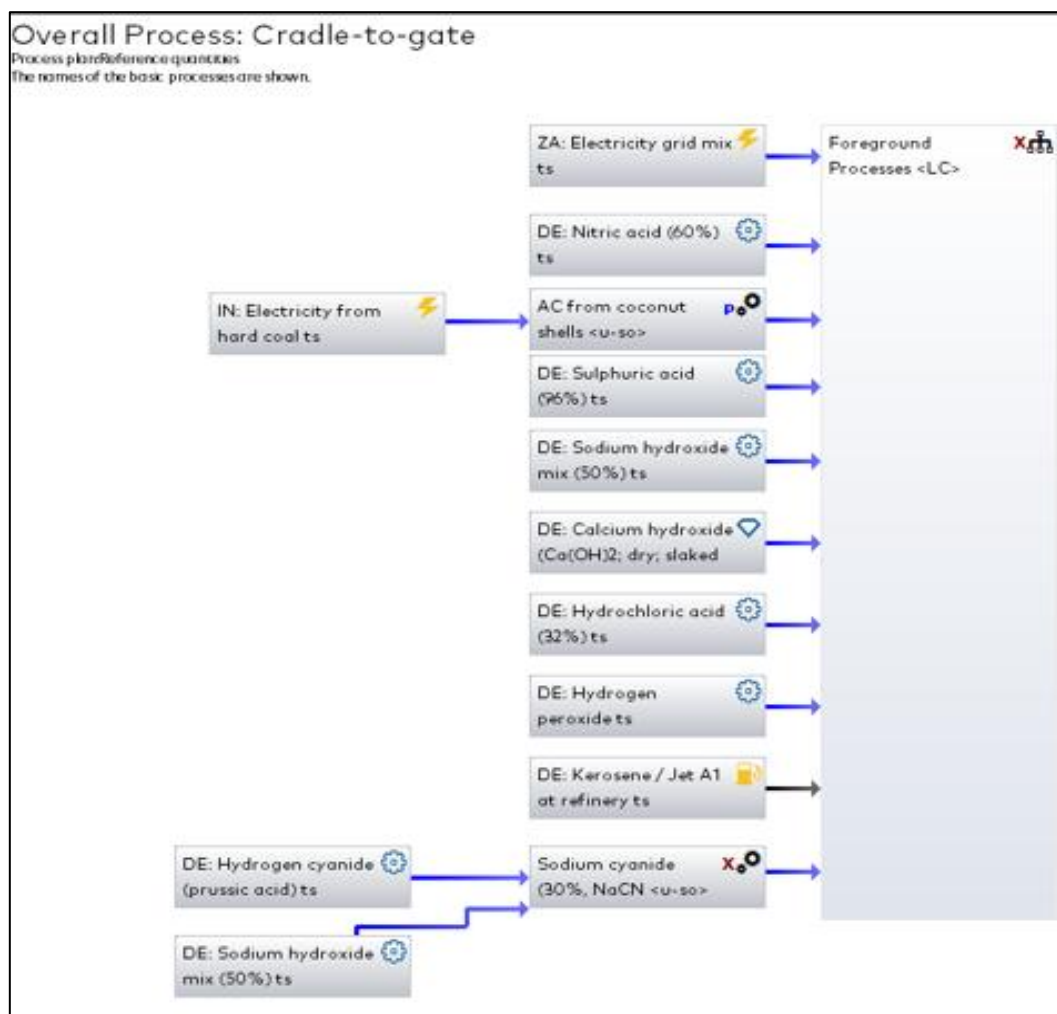 Overall Process: Cradle-to-gate
Process plan:Reference quantities
The names of the basic processes are shown.
ZA: Electricity grid mix
ts
Foreground
Processes <LC>
X
DE: Nitric acid (60%)
ts
IN: Electricity from
hard coal ts
AC from coconut
shells <u-so>
p
DE: Sulphuric acid
(96%) ts
DE: Sodium hydroxide
mix (50%) ts
DE: Calcium hydroxide
(Ca(OH)2; dry; slaked
DE: Hydrochloric acid
(32%) ts
DE: Hydrogen
peroxide ts
DE: Kerosene / Jet A1
at refinery ts
DE: Hydrogen cyanide
(prussic acid) ts
Sodium cyanide
(30%, NaCN <u-so>
X
DE: Sodium hydroxide
mix (50%) ts